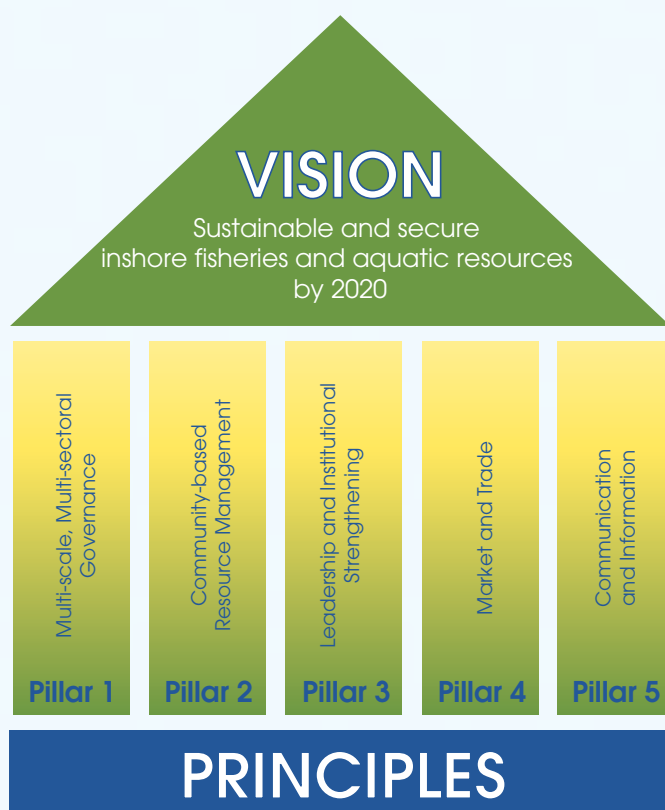 VISION
Sustainable and secure
inshore fisheries and aquatic resources
by 2020
Multi-scale, Multi-sectoral
Governance
Pillar 1
Community-based
Resource Management
Pillar 2
Leadership and Institutional
Strengthening
Pillar 3
Market and Trade
Pillar 4
Communication
and Information
Pillar 5
PRINCIPLES